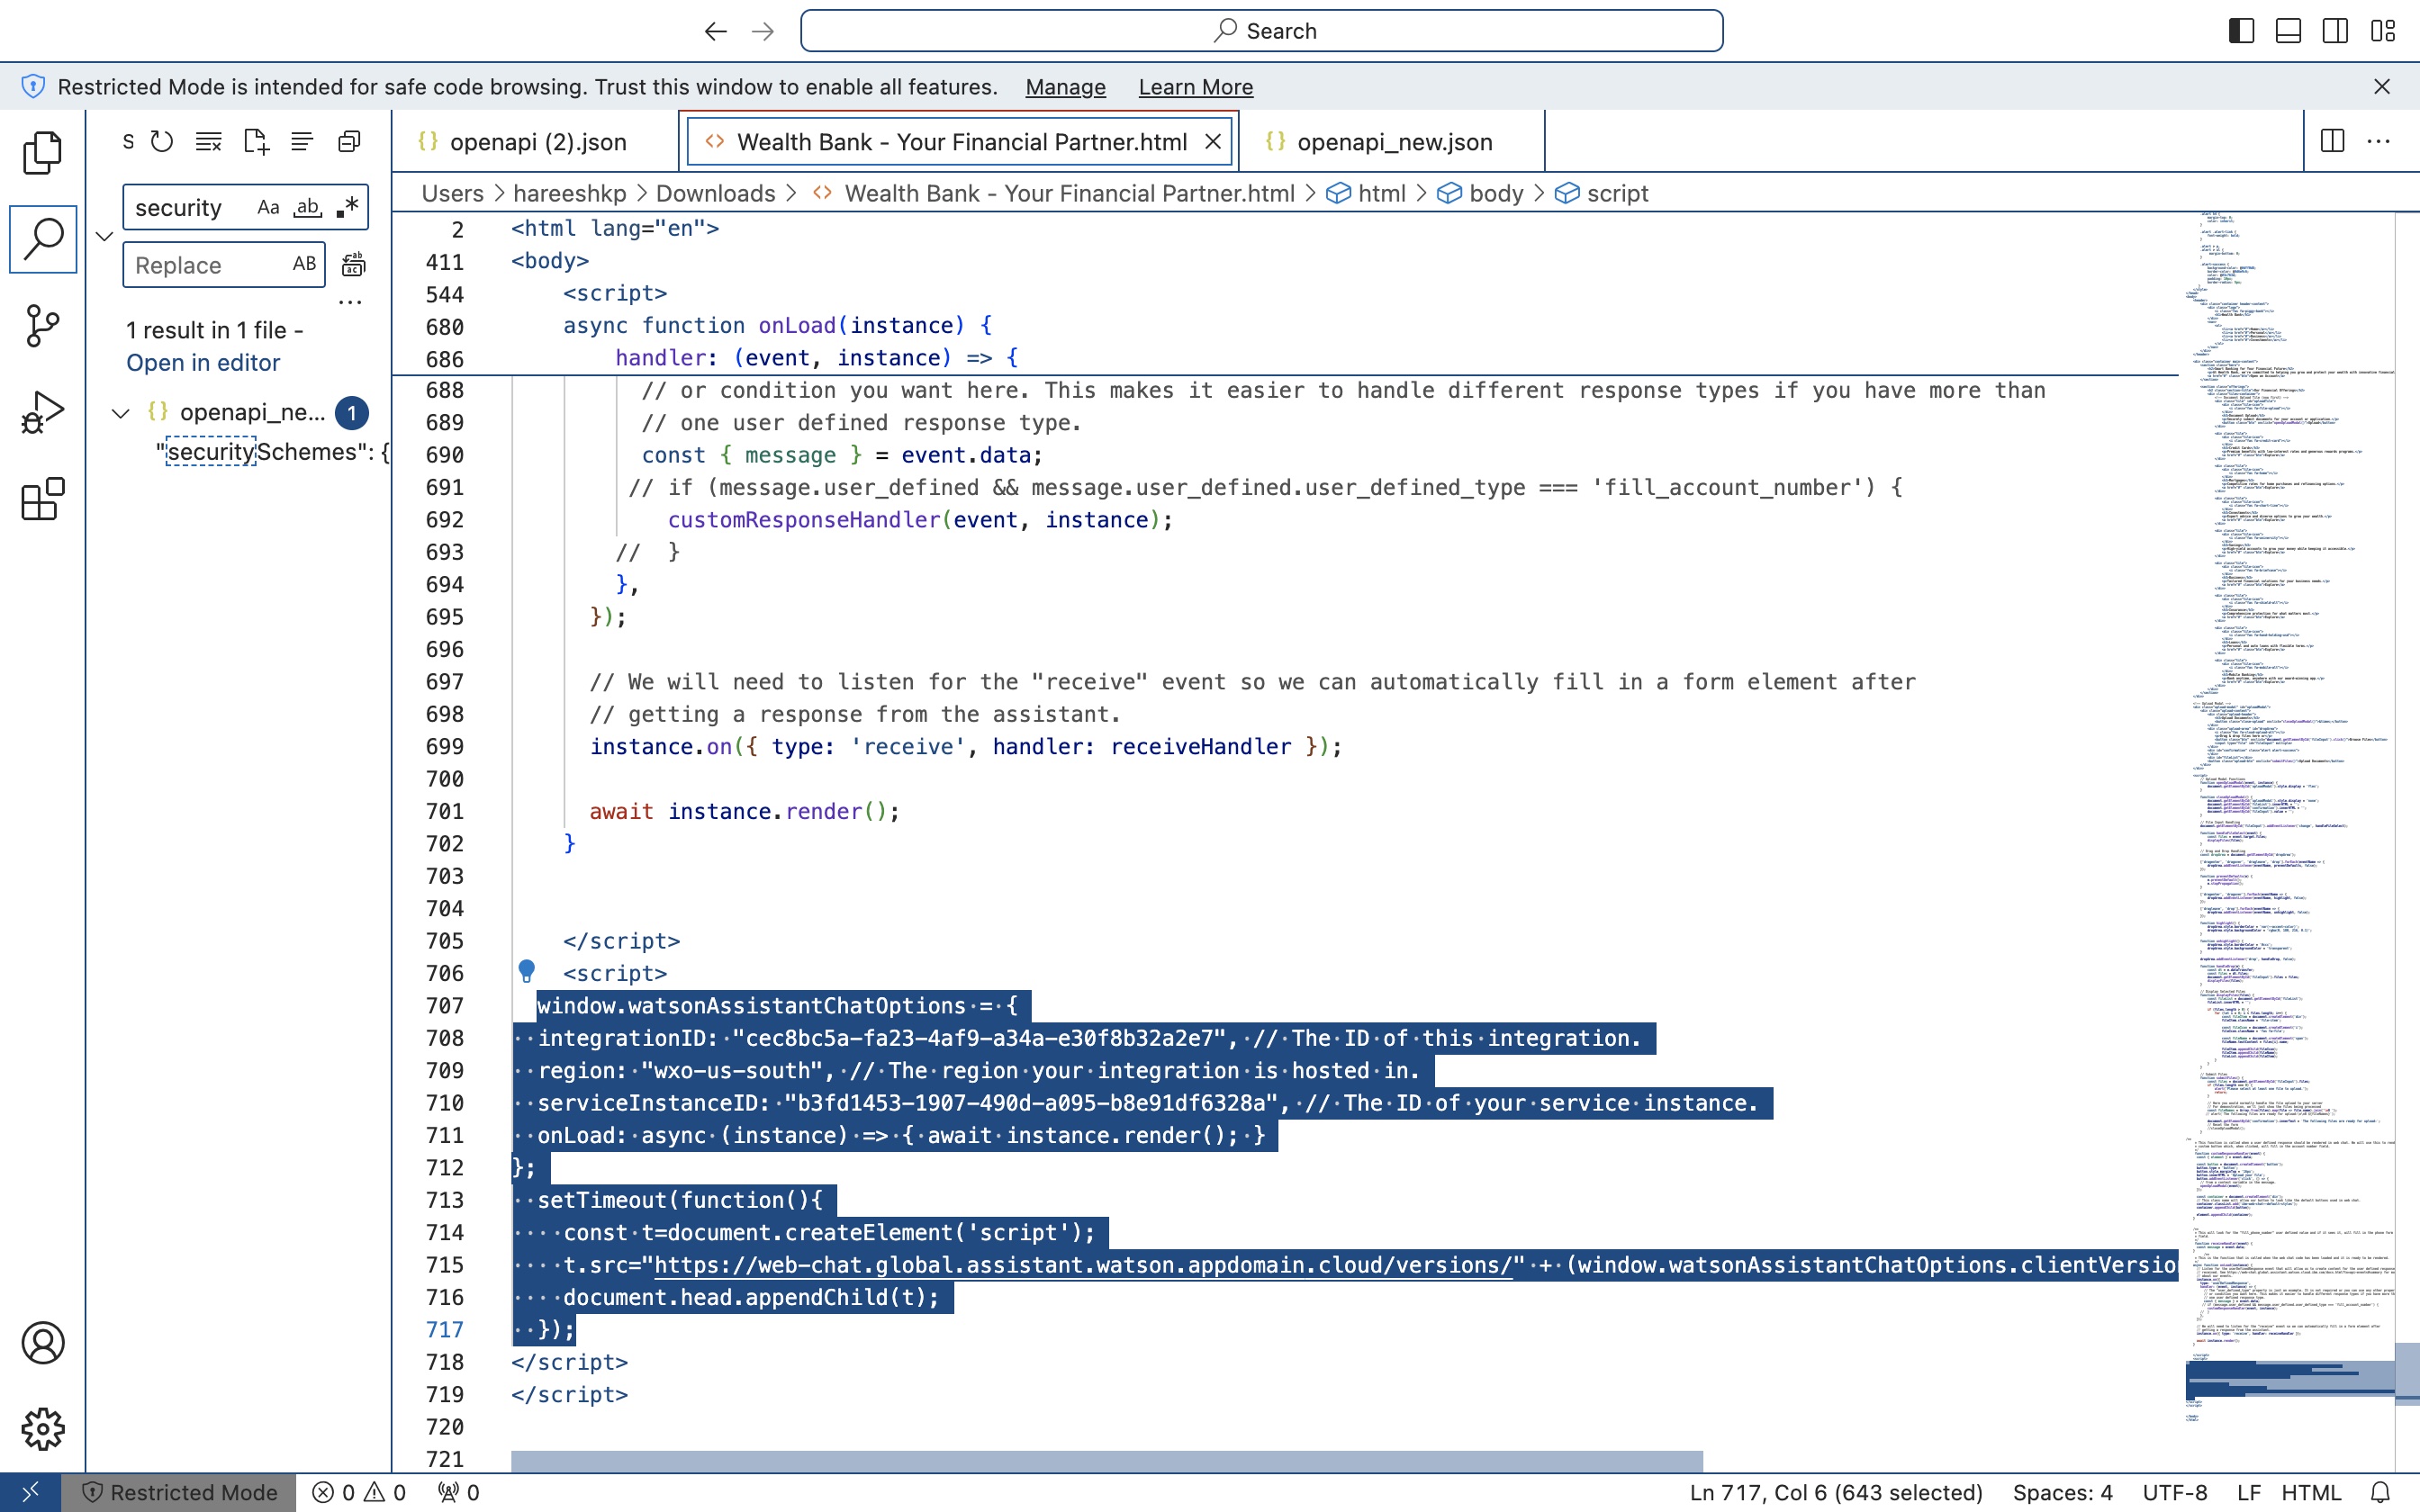 Search
Restricted Mode is intended for safe code browsing. Trust this window to enable all features. Manage Learn More
S
openapi (2).json
Wealth Bank - Your Financial Partner.html
openapi_new.json
Users > hareeshkp > Downloads > Wealth Bank - Your Financial Partner.html > html > body > script
security Aa ab .*
Replace AB
...
1 result in 1 file -
Open in editor
openapi_ne... 1
"securitySchemes": {
2 <html lang="en">
411 <body>
544 <script>
680 async function onLoad(instance) {
686 handler: (event, instance) => {
688 // or condition you want here. This makes it easier to handle different response types if you have more than
689 // one user defined response type.
690 const { message } = event.data;
691 // if (message.user_defined && message.user_defined.user_defined_type === 'fill_account_number') {
692 customResponseHandler(event, instance);
693 // }
694 },
695 });
696
697 // We will need to listen for the "receive" event so we can automatically fill in a form element after
698 // getting a response from the assistant.
699 instance.on({ type: 'receive', handler: receiveHandler });
700
701 await instance.render();
702 }
703
704
705 </script>
706 <script>
707 window.watsonAssistantChatOptions = {
708 integrationID: "cec8bc5a-fa23-4af9-a34a-e30f8b32a2e7", // The ID of this integration.
709 region: "wxo-us-south", // The region your integration is hosted in.
710 serviceInstanceID: "b3fd1453-1907-490d-a095-b8e91df6328a", // The ID of your service instance.
711 onLoad: async (instance) => { await instance.render(); }
712 };
713 setTimeout(function(){
714 const t=document.createElement('script');
715 t.src="https://web-chat.global.assistant.watson.appdomain.cloud/versions/" + (window.watsonAssistantChatOptions.clientVersio
716 document.head.appendChild(t);
717 });
718 </script>
719 </script>
720
721
Restricted Mode 0 0 0
Ln 717, Col 6 (643 selected) Spaces: 4 UTF-8 LF HTML